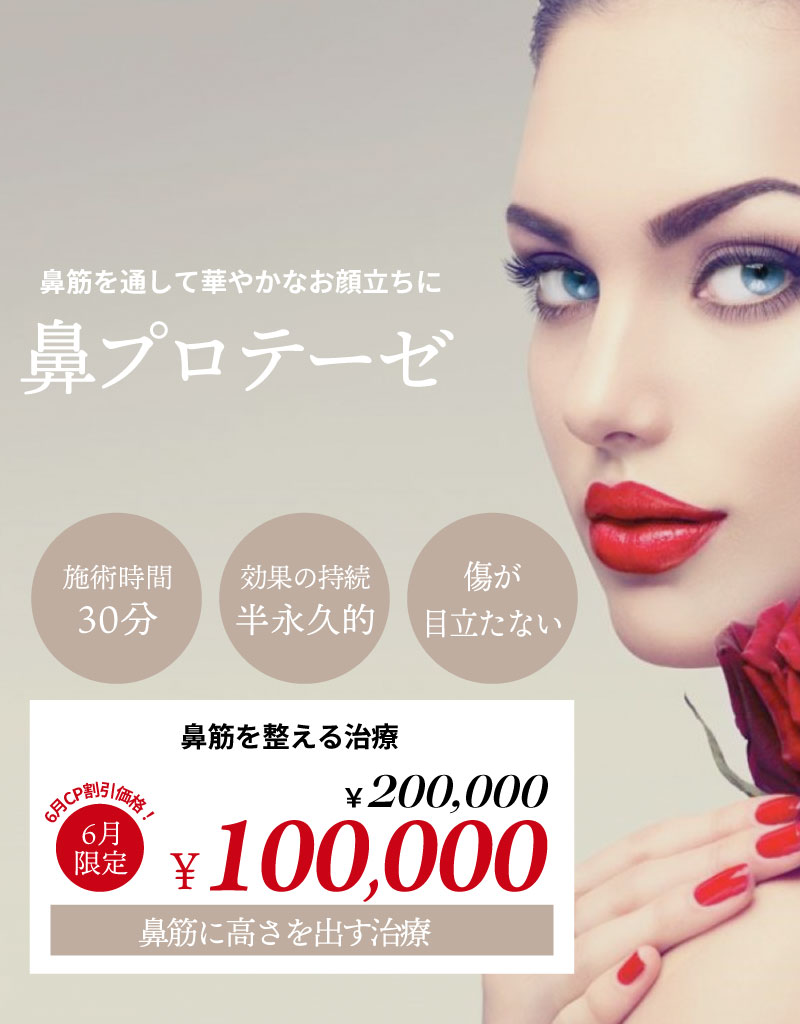 鼻筋を通して華やかなお顔立ちに
鼻プロテーゼ
施術時間
30分
効果の持続
半永久的
傷が
目立たない
鼻筋を整える治療
¥200,000
6月CP割引価格！
6月
限定
¥100,000
鼻筋に高さを出す治療